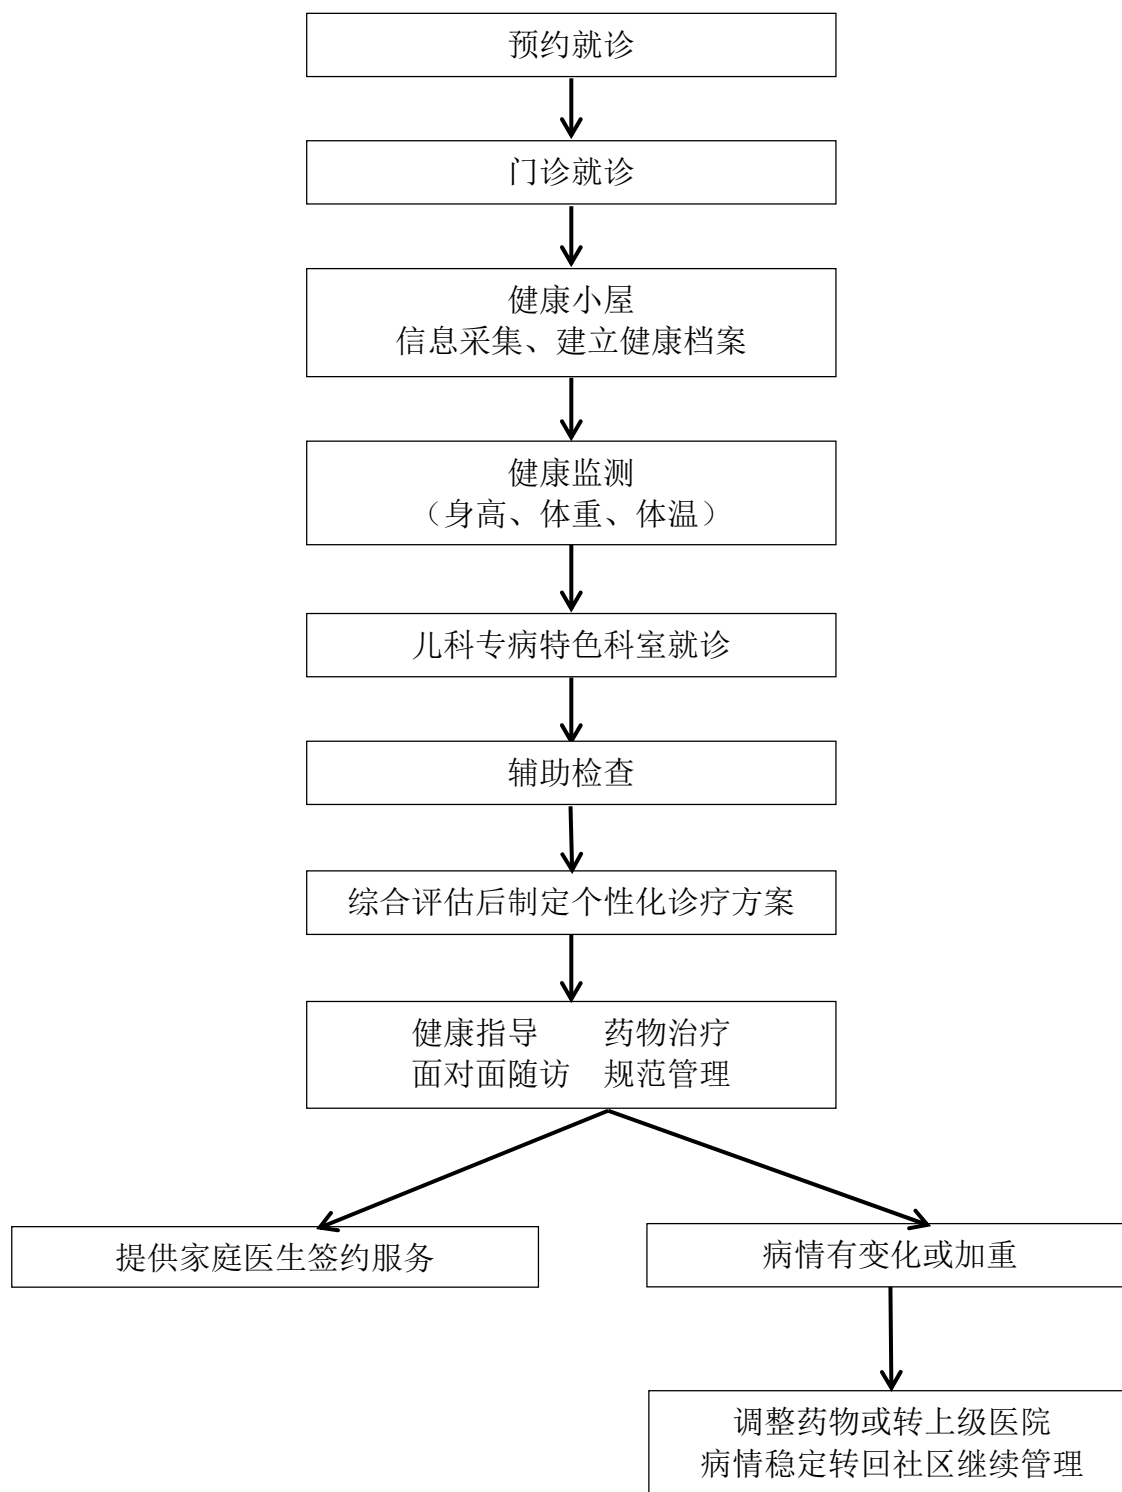 预约就诊
门诊就诊
健康小屋
信息采集、建立健康档案
健康监测
（身高、体重、体温）
儿科专病特色科室就诊
辅助检查
综合评估后制定个性化诊疗方案
健康指导 药物治疗
面对面随访 规范管理
提供家庭医生签约服务
病情有变化或加重
调整药物或转上级医院
病情稳定转回社区继续管理